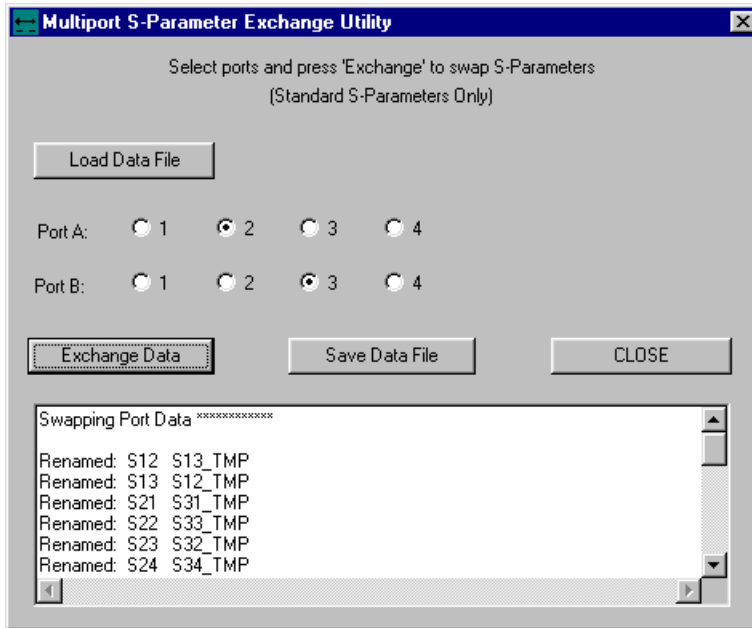 Multiport S-Parameter Exchange Utility
Select ports and press 'Exchange' to swap S-Parameters
(Standard S-Parameters Only)
Load Data File
Port A: 1 2 3 4
Port B: 1 2 3 4
Exchange Data Save Data File CLOSE
Swapping Port Data ************
Renamed: S12 S13_TMP
Renamed: S13 S12_TMP
Renamed: S21 S31_TMP
Renamed: S22 S33_TMP
Renamed: S23 S32_TMP
Renamed: S24 S34_TMP